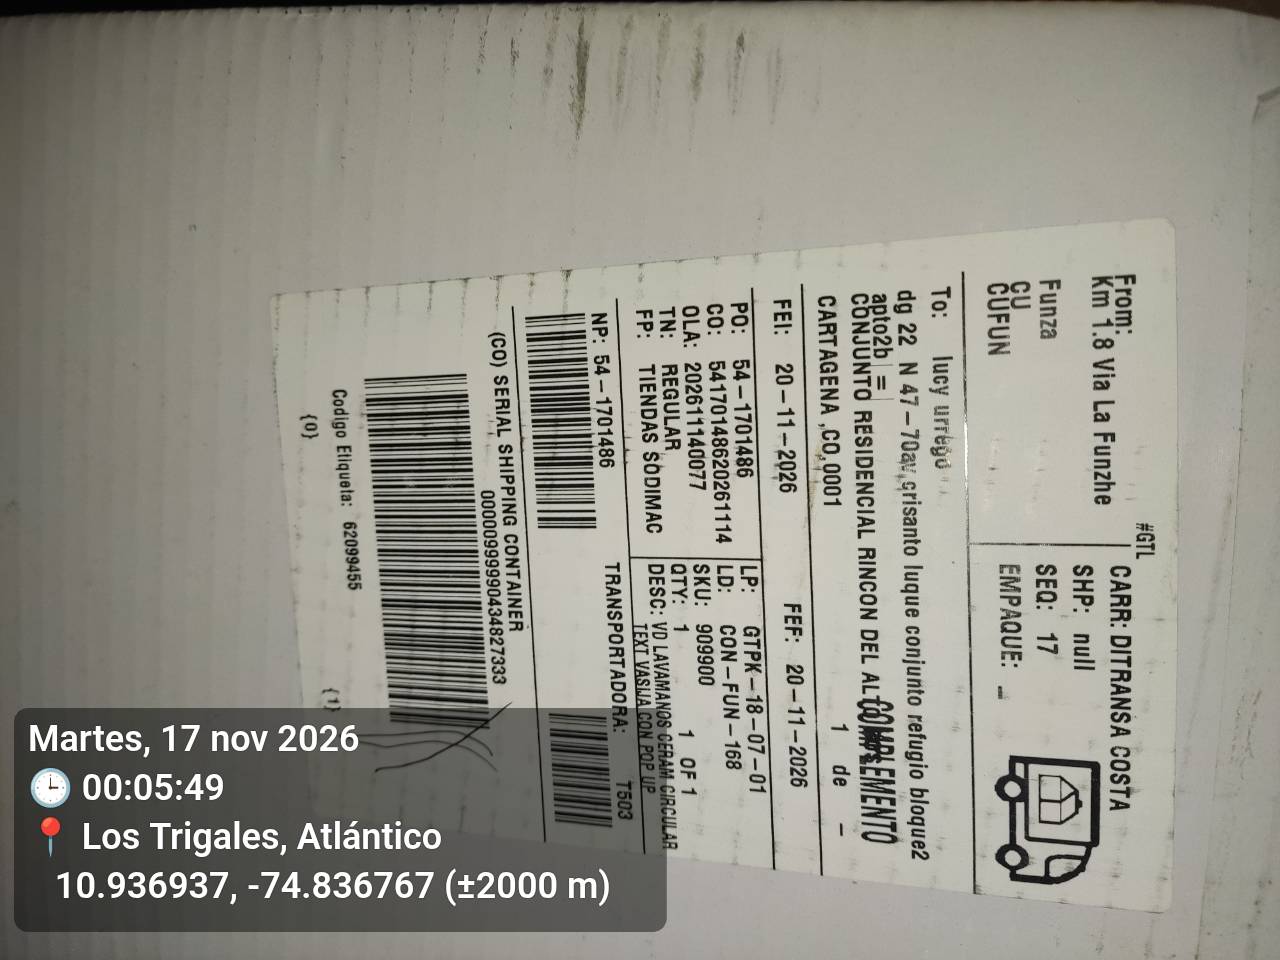 From:
Km 1.8 Via La Funzhe
Funza
CU
CUFUN
#GTL
CARR: DITRANSA COSTA
SHP: null
SEQ: 17
EMPAQUE: _
To: lucy urrego
dg 22 N 47-70av,crisanto luque conjunto refugio bloque2
apto2b =
CONJUNTO RESIDENCIAL RINCON DEL ALTO
COMPLEMENTO
CARTAGENA ,CO,0001
1 de _
FEI: 20-11-2026
FEF: 20-11-2026
PO: 54-1701486
CO: 54170148620261114
OLA: 202611140077
TN: REGULAR
FP: TIENDAS SODIMAC
LP: GTPK-18-07-01
LD: CON-FUN-168
SKU: 909900
QTY: 1 1 OF 1
DESC: VD LAVAMANOS CERAM CIRCULAR
TEXT VASIJA CON POP UP
NP: 54-1701486
TRANSPORTADORA: T503
(CO) SERIAL SHIPPING CONTAINER
00000999990434827333
Codigo Etiqueta: 62099455
{0}
{1}
Martes, 17 nov 2026
00:05:49
Los Trigales, Atlántico
10.936937, -74.836767 (±2000 m)